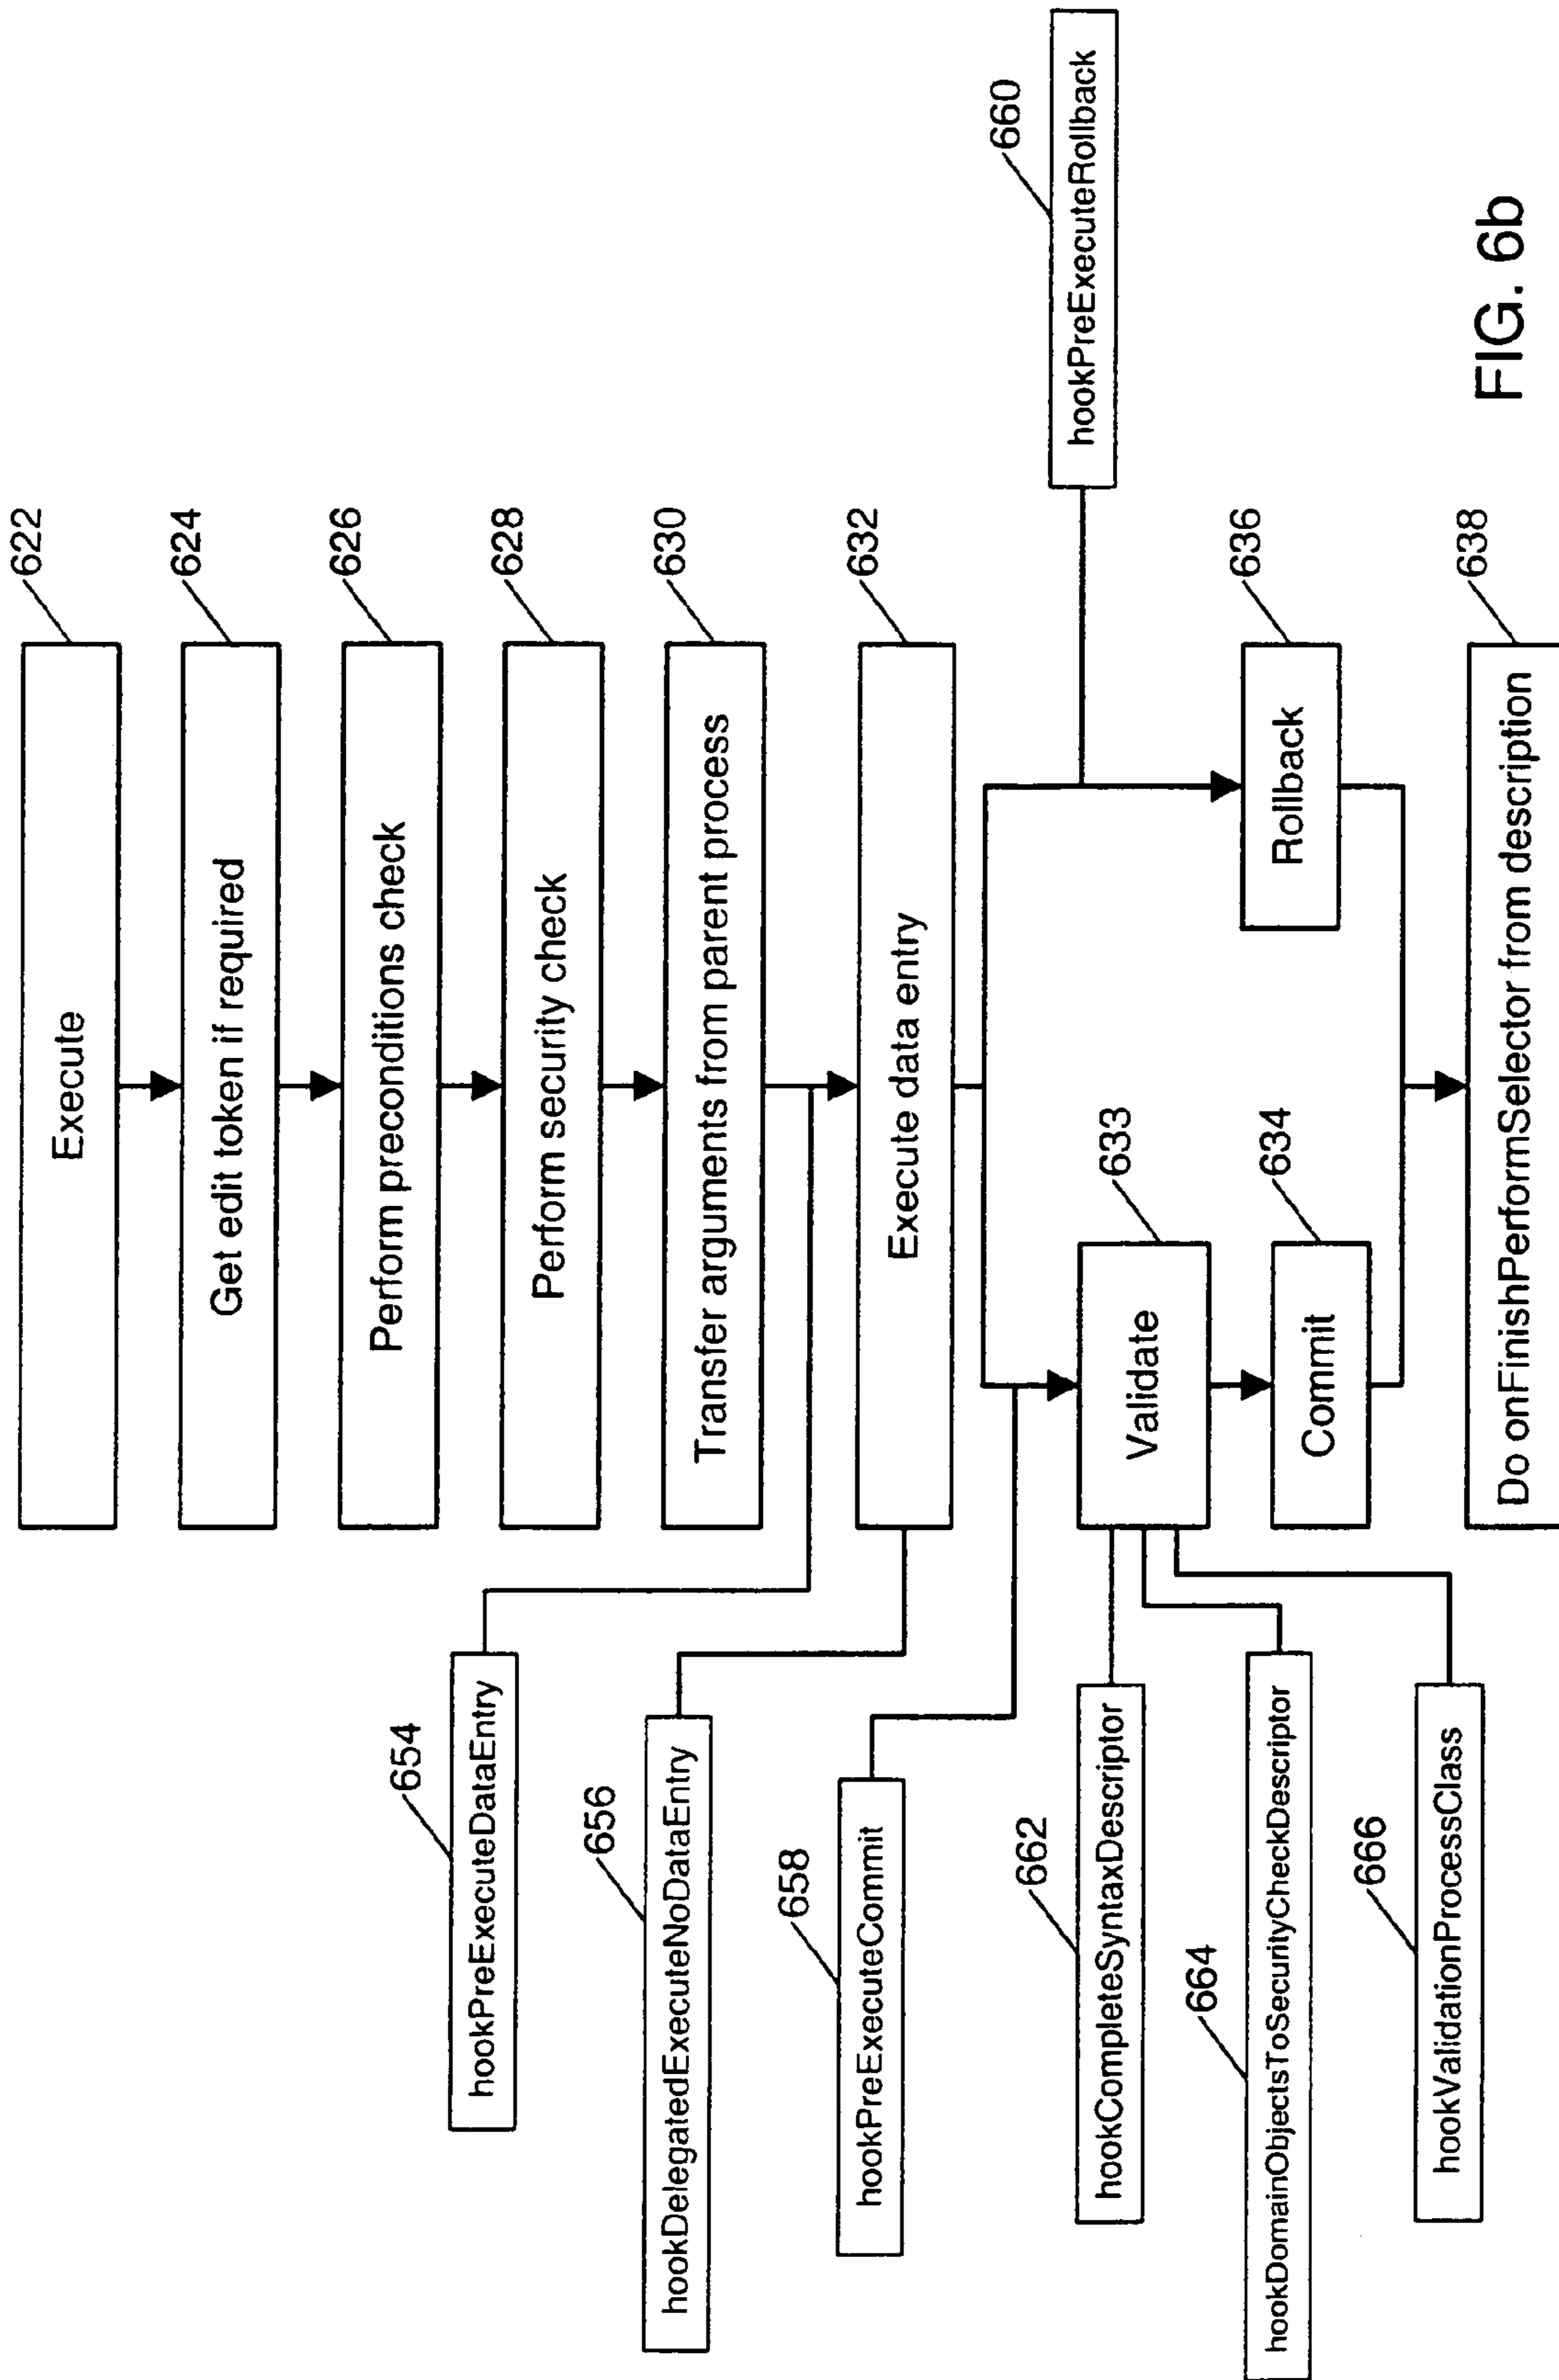 622
Execute
624
Get edit token if required
626
Perform preconditions check
628
Perform security check
630
Transfer arguments from parent process
654
hookPreExecuteDataEntry
632
Execute data entry
656
hookDelegatedExecuteNoDataEntry
658
hookPreExecuteCommit
660
hookPreExecuteRollback
633
Validate
662
hookCompleteSyntaxDescriptor
664
hookDomainObjectsToSecurityCheckDescriptor
666
hookValidationProcessClass
634
Commit
636
Rollback
638
Do onFinishPerformSelector from description
FIG. 6b